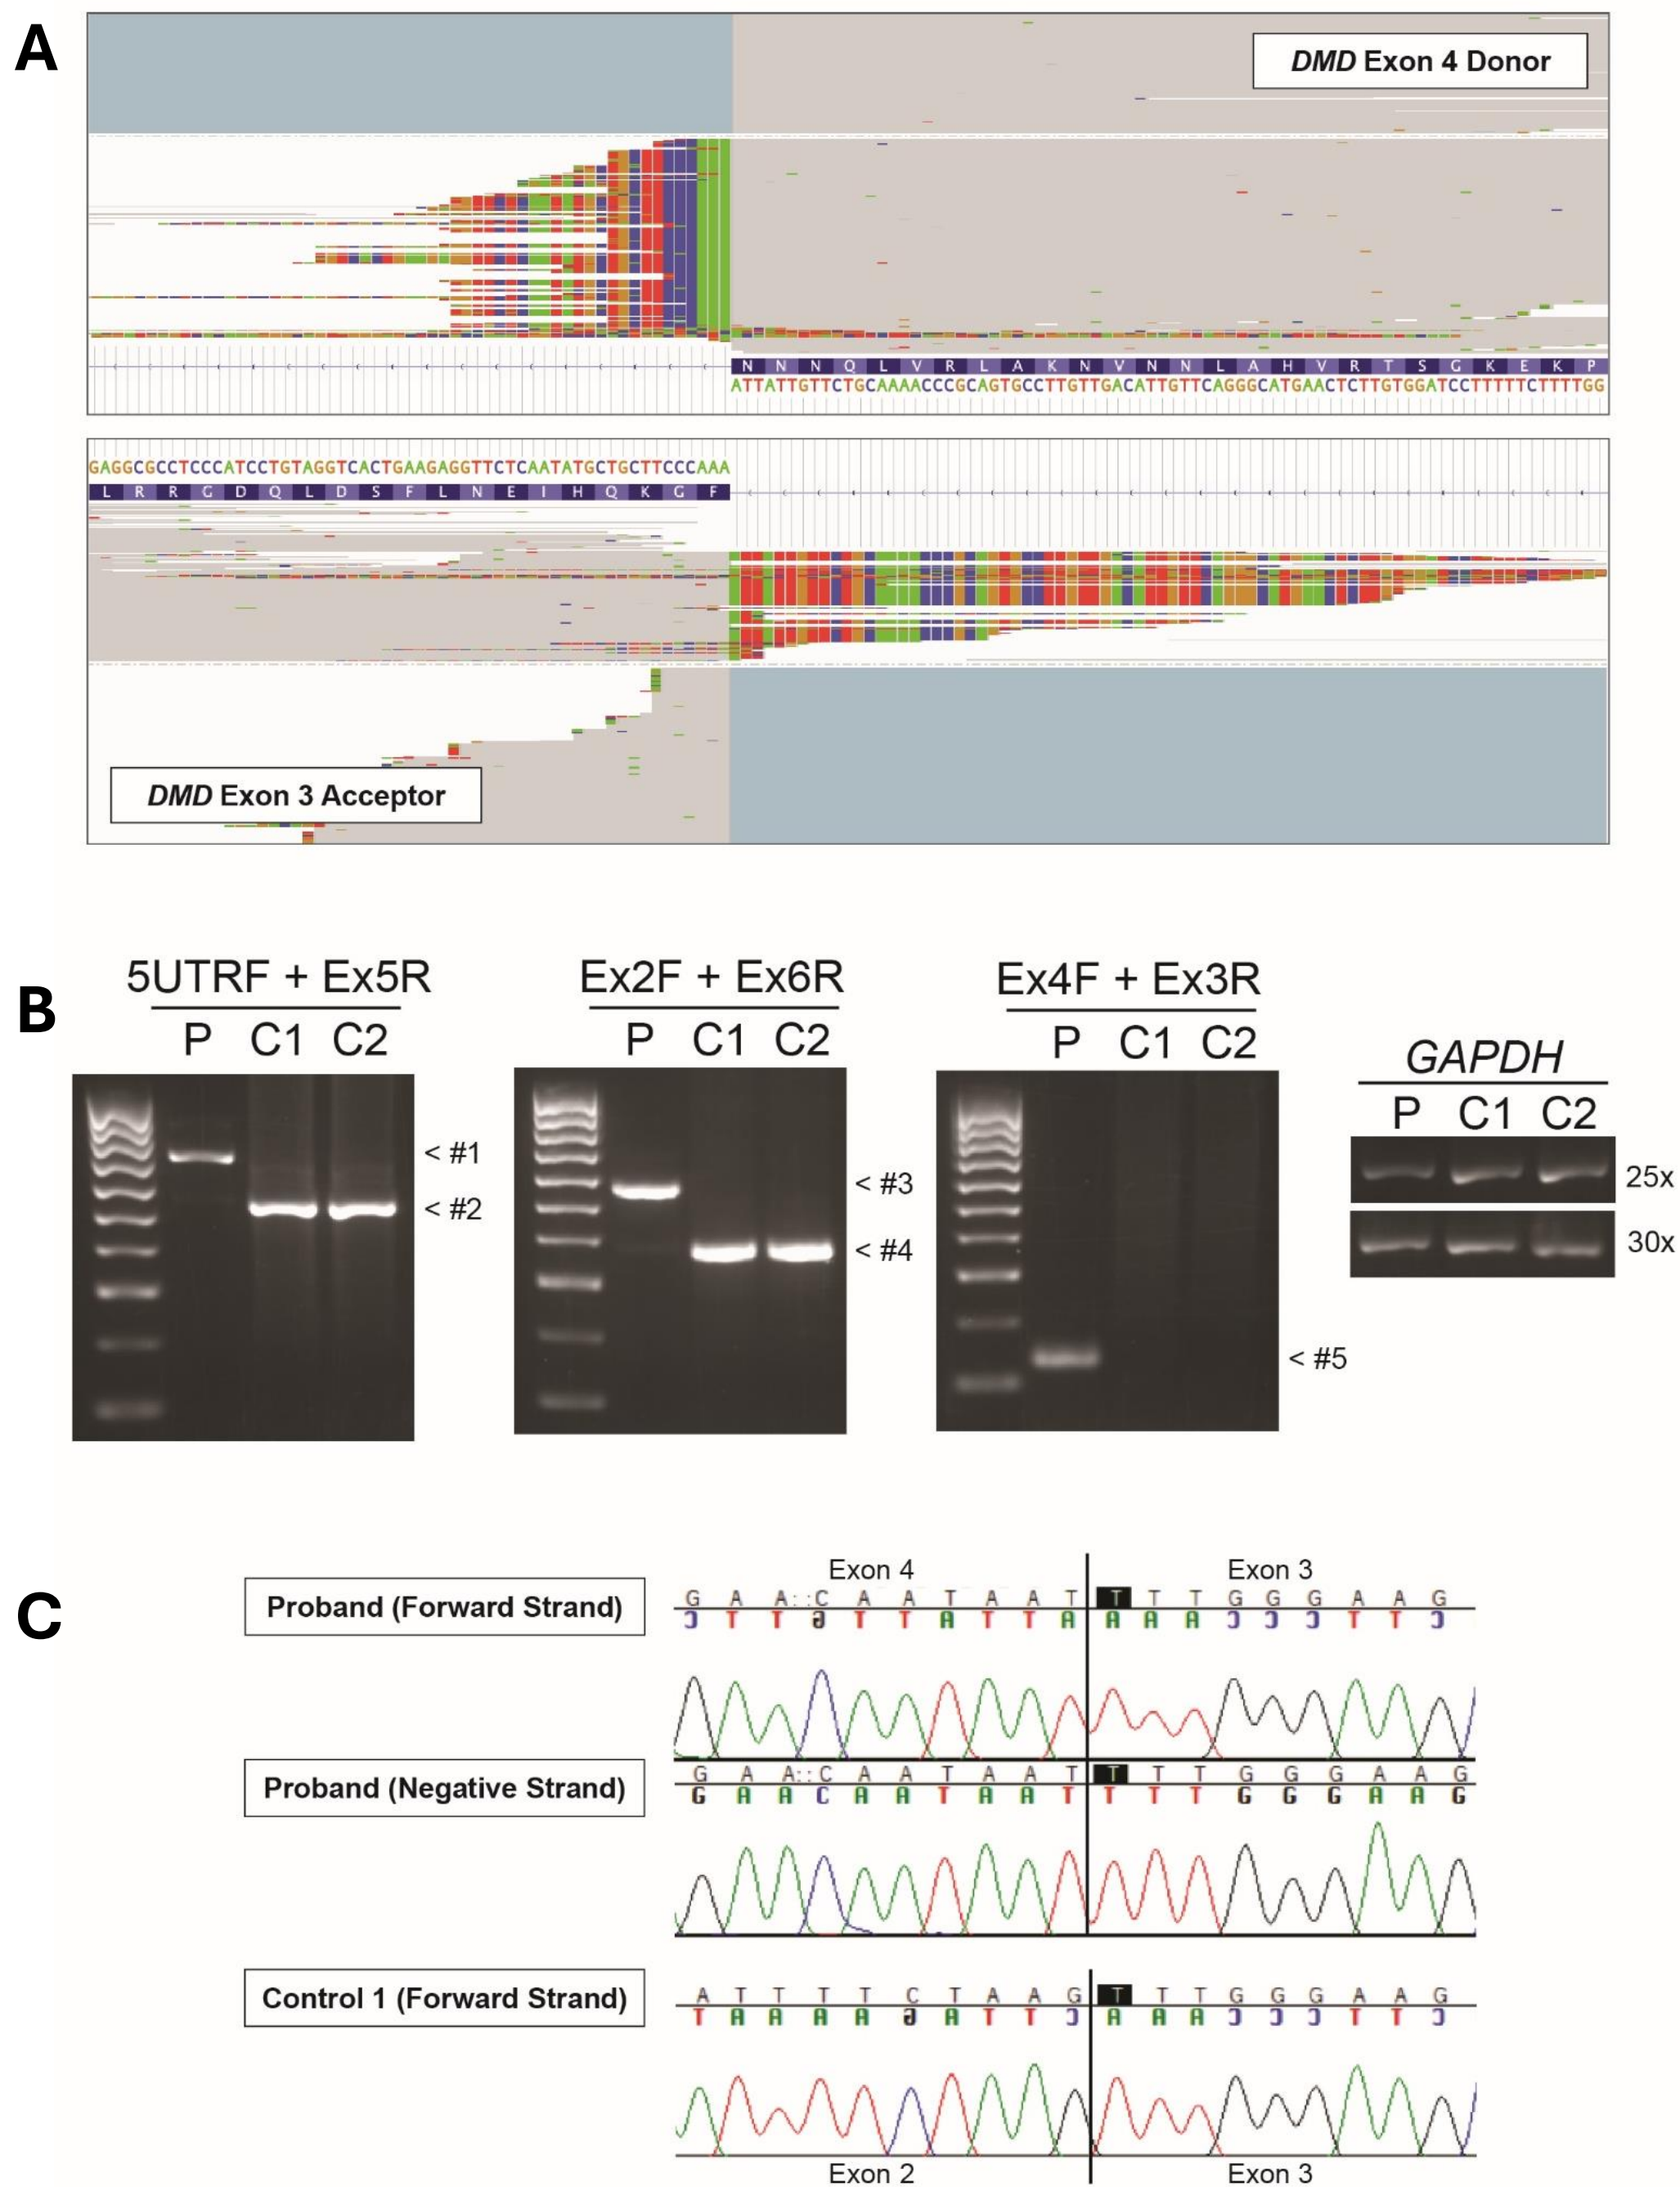 A
DMD Exon 4 Donor
N N N Q L V R L A K N V N N L A H V R T S G K E K P
ATTATTGTTCTGCAAAACCCGCAGTGCCTTGTTGACATTGTTCAGGGCATGAACTCTTGTGGATCCTTTTTCTTTTGG
GAGGCGCCTCCCATCCTGTAGGTCACTGAAGAGGTTCTCAATATGCTGCTTCCCAAA
L R R G D Q L D S F L N E I H Q K G F
DMD Exon 3 Acceptor
B
5UTRF + Ex5R
P C1 C2
< #1
< #2
Ex2F + Ex6R
P C1 C2
< #3
< #4
Ex4F + Ex3R
P C1 C2
< #5
GAPDH
P C1 C2
25x
30x
C
Exon 4 Exon 3
Proband (Forward Strand)
G A A::C A A T A A T T T T G G G A A G
C T T G T T A T T A A A A C C C T T C
Proband (Negative Strand)
G A A::C A A T A A T T T T G G G A A G
G A A C A A T A A T T T T G G G A A G
Control 1 (Forward Strand)
A T T T T C T A A G T T T G G G A A G
T A A A A G A T T C A A A C C C T T C
Exon 2 Exon 3